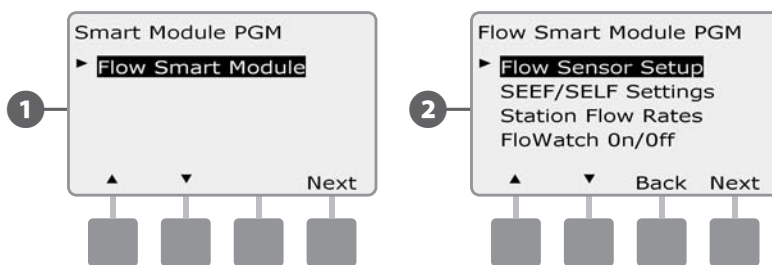 Smart Module PGM
► Flow Smart Module
1
▲ ▼ Next
Flow Smart Module PGM
► Flow Sensor Setup
SEEF/SELF Settings
Station Flow Rates
FloWatch On/Off
2
▲ ▼ Back Next